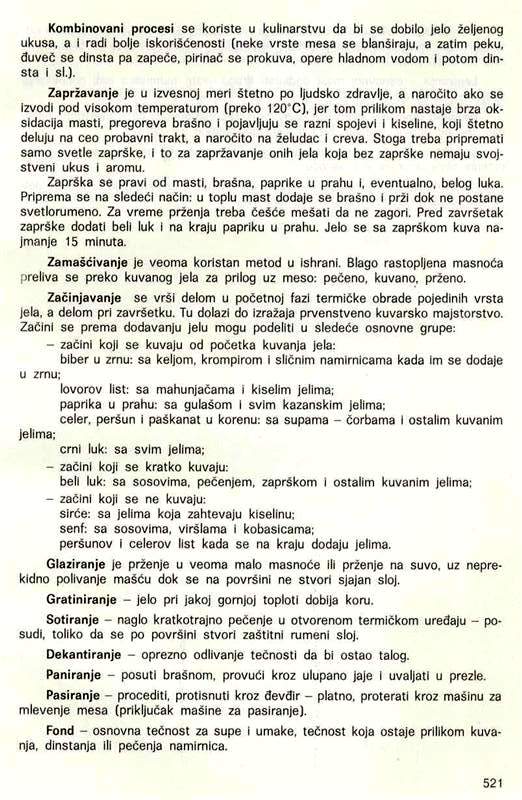 Kombinovani procesi se koriste u kulinarstvu da bi se dobilo jelo željenog
ukusa, a i radi bolje iskorišćenosti (neke vrste mesa se blanširaju, a zatim peku,
đuveč se dinsta pa zapeče, pirinač se prokuva, opere hladnom vodom i potom din-
sta i sl.).
Zapržavanje je u izvesnoj meri štetno po ljudsko zdravlje, a naročito ako se
izvodi pod visokom temperaturom (preko 120°C), jer tom prilikom nastaje brza ok-
sidacija masti, pregoreva brašno i pojavljuju se razni spojevi i kiseline, koji štetno
deluju na ceo probavni trakt, a naročito na želudac i creva. Stoga treba pripremati
samo svetle zaprške, i to za zapržavanje onih jela koja bez zaprške nemaju svoj-
stveni ukus i aromu.
Zaprška se pravi od masti, brašna, paprike u prahu i, eventualno, belog luka.
Priprema se na sledeći način: u toplu mast dodaje se brašno i prži dok ne postane
svetlorumeno. Za vreme prženja treba češće mešati da ne zagori. Pred završetak
zaprške dodati beli luk i na kraju papriku u prahu. Jelo se sa zaprškom kuva na-
jmanje 15 minuta.
Zamašćivanje je veoma koristan metod u ishrani. Blago rastopljena masnoća
preliva se preko kuvanog jela za prilog uz meso: pečeno, kuvano, prženo.
Začinjavanje se vrši delom u početnoj fazi termičke obrade pojedinih vrsta
jela, a delom pri završetku. Tu dolazi do izražaja prvenstveno kuvarsko majstorstvo.
Začini se prema dodavanju jelu mogu podeliti u sledeće osnovne grupe:
– začini koji se kuvaju od početka kuvanja jela:
biber u zrnu: sa keljom, krompirom i sličnim namirnicama kada im se dodaje
u zrnu;
lovorov list: sa mahunjačama i kiselim jelima;
paprika u prahu: sa gulašom i svim kazanskim jelima;
celer, peršun i paškanat u korenu: sa supama – čorbama i ostalim kuvanim
jelima;
crni luk: sa svim jelima;
– začini koji se kratko kuvaju:
beli luk: sa sosovima, pečenjem, zaprškom i ostalim kuvanim jelima;
– začini koji se ne kuvaju:
sirće: sa jelima koja zahtevaju kiselinu;
senf: sa sosovima, viršlama i kobasicama;
peršunov i celerov list kada se na kraju dodaju jelima.
Glaziranje je prženje u veoma malo masnoće ili prženje na suvo, uz nepre-
kidno polivanje mašću dok se na površini ne stvori sjajan sloj.
Gratiniranje – jelo pri jakoj gornjoj toploti dobija koru.
Sotiranje – naglo kratkotrajno pečenje u otvorenom termičkom uređaju – po-
sudi, toliko da se po površini stvori zaštitni rumeni sloj.
Dekantiranje – oprezno odlivanje tečnosti da bi ostao talog.
Paniranje – posuti brašnom, provući kroz ulupano jaje i uvaljati u prezle.
Pasiranje – procediti, protisnuti kroz đevđir – platno, proterati kroz mašinu za
mlevenje mesa (priključak mašine za pasiranje).
Fond – osnovna tečnost za supe i umake, tečnost koja ostaje prilikom kuva-
nja, dinstanja ili pečenja namirnica.
521